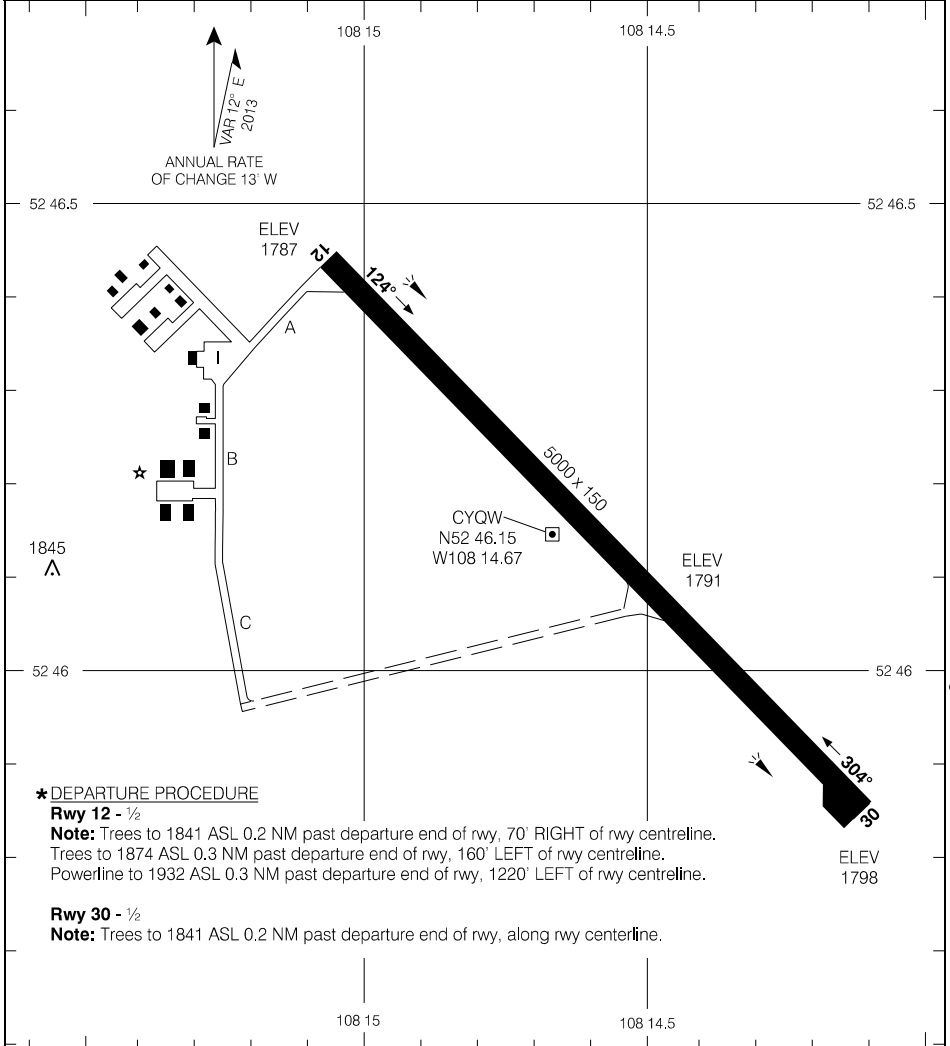 108 15
108 14.5
VAR 12° E
2013
ANNUAL RATE
OF CHANGE 13' W
52 46.5
52 46.5
ELEV
1787
12
124°
A
B
5000 x 150
CYQW
N52 46.15
W108 14.67
1845
ELEV
1791
C
52 46
52 46
304°
30
ELEV
1798
* DEPARTURE PROCEDURE
Rwy 12 - ½
Note: Trees to 1841 ASL 0.2 NM past departure end of rwy, 70' RIGHT of rwy centreline.
Trees to 1874 ASL 0.3 NM past departure end of rwy, 160' LEFT of rwy centreline.
Powerline to 1932 ASL 0.3 NM past departure end of rwy, 1220' LEFT of rwy centreline.
Rwy 30 - ½
Note: Trees to 1841 ASL 0.2 NM past departure end of rwy, along rwy centerline.
108 15
108 14.5